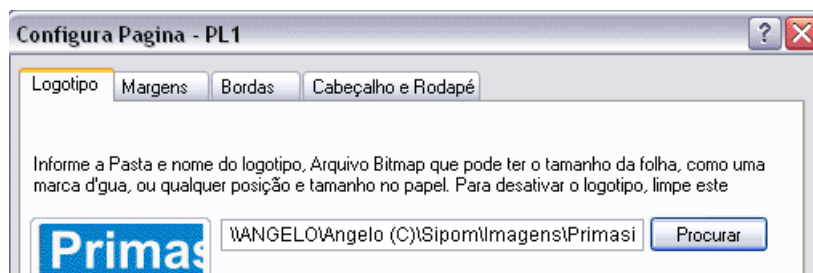 Configura Pagina - PL1
Logotipo Margens Bordas Cabeçalho e Rodapé
Informe a Pasta e nome do logotipo, Arquivo Bitmap que pode ter o tamanho da folha, como uma
marca d'gua, ou qualquer posição e tamanho no papel. Para desativar o logotipo, limpe este
\\ANGELO\Angelo (C)\Sipom\Imagens\Primasi Procurar
Primas